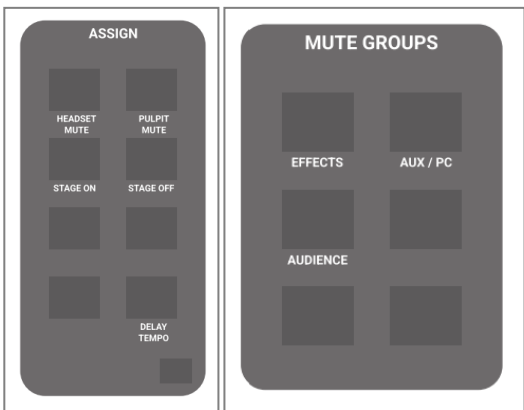 ASSIGN
HEADSET MUTE
PULPIT MUTE
STAGE ON
STAGE OFF
DELAY TEMPO
MUTE GROUPS
EFFECTS
AUX / PC
AUDIENCE